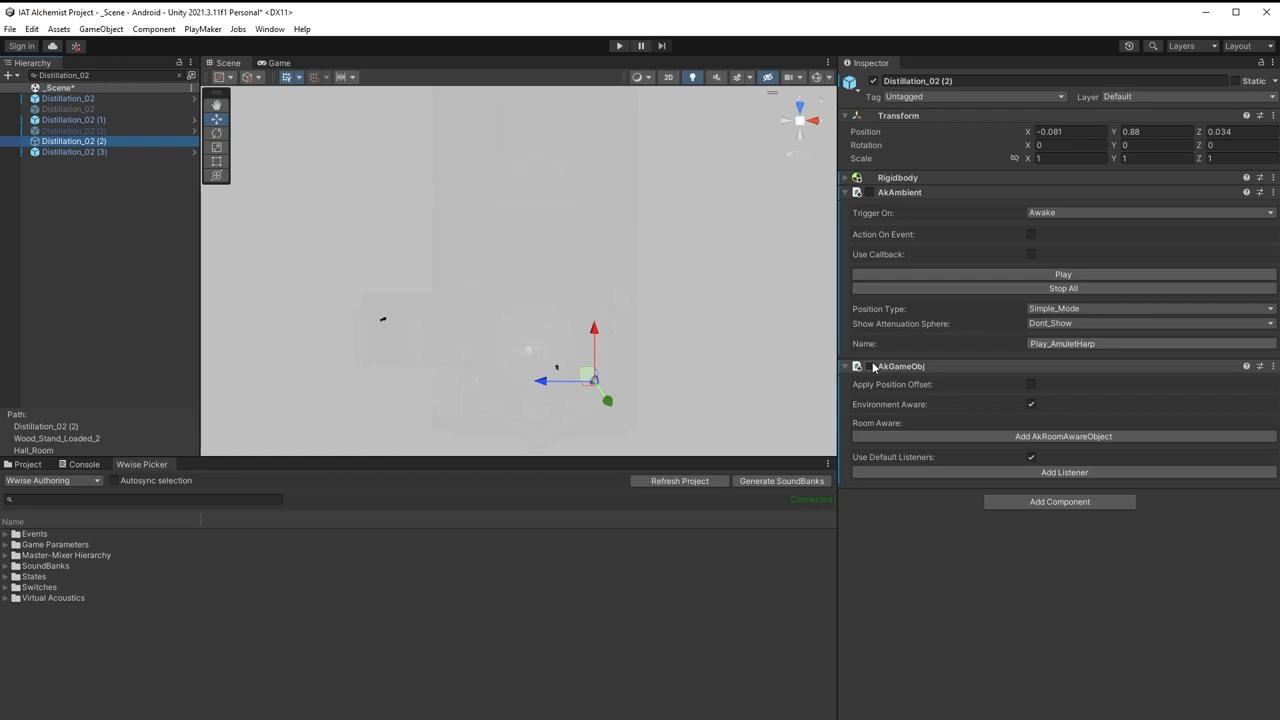 IAT Alchemist Project - _Scene - Android - Unity 2021.3.11f1 Personal* <DX11>
File Edit Assets GameObject Component PlayMaker Jobs Window Help
Sign in Layers Layout
Hierarchy Scene Game Inspector
Distillation_02 2D Distillation_02 (2) Static
_Scene* Tag Untagged Layer Default
Distillation_02
Distillation_02 Transform
Distillation_02 (1)
Distillation_02 (2) Position X -0.081 Y 0.88 Z 0.034
Distillation_02 (2) Rotation X 0 Y 0 Z 0
Distillation_02 (3) Scale X 1 Y 1 Z 1
Rigidbody
AkAmbient
Trigger On: Awake
Action On Event:
Use Callback:
Play
Stop All
Position Type: Simple_Mode
Show Attenuation Sphere: Dont_Show
Name: Play_AmuletHarp
AkGameObj
Apply Position Offset:
Environment Aware:
Room Aware:
Add AkRoomAwareObject
Use Default Listeners:
Add Listener
Add Component
Path:
Distillation_02 (2)
Wood_Stand_Loaded_2
Hall_Room
Project Console Wwise Picker
Wwise Authoring Autosync selection Refresh Project Generate SoundBanks
Connected
Name
Events
Game Parameters
Master-Mixer Hierarchy
SoundBanks
States
Switches
Virtual Acoustics